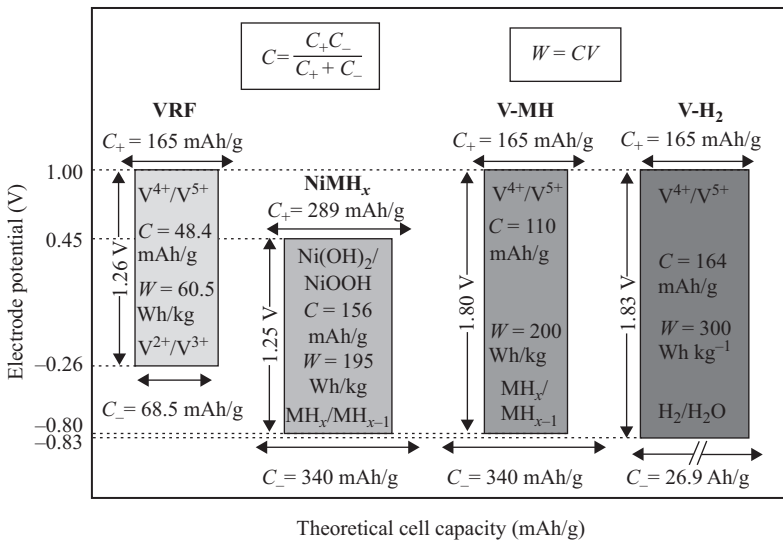 C = C₊C₋ / C₊ + C₋
W = CV
VRF
C₊ = 165 mAh/g
V⁴⁺/V⁵⁺
C = 48.4
mAh/g
W = 60.5
Wh/kg
V²⁺/V³⁺
1.26 V
C₋ = 68.5 mAh/g
NiMHₓ
C₊ = 289 mAh/g
Ni(OH)₂/
NiOOH
C = 156
mAh/g
W = 195
Wh/kg
MHₓ/MHₓ₋₁
1.25 V
C₋ = 340 mAh/g
V-MH
C₊ = 165 mAh/g
V⁴⁺/V⁵⁺
C = 110
mAh/g
W = 200
Wh/kg
MHₓ/
MHₓ₋₁
1.80 V
C₋ = 340 mAh/g
V-H₂
C₊ = 165 mAh/g
V⁴⁺/V⁵⁺
C = 164
mAh/g
W = 300
Wh kg⁻¹
H₂/H₂O
1.83 V
C₋ = 26.9 Ah/g
Electrode potential (V)
1.00
0.45
–0.26
–0.80
–0.83
Theoretical cell capacity (mAh/g)